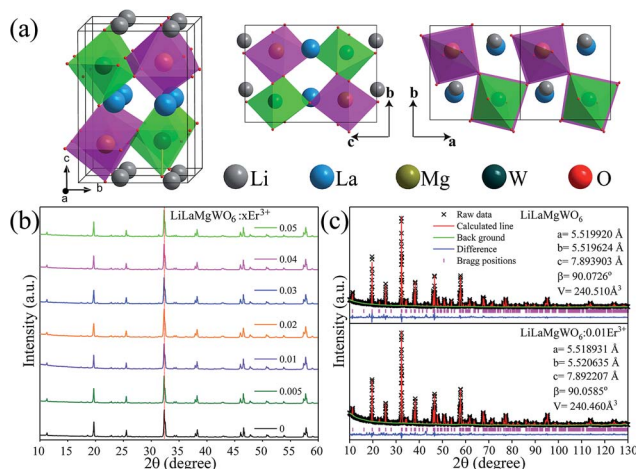 (a)
c
a
b
b
c
b
a
Li
La
Mg
W
O
(b)
LiLaMgWO₆:xEr³⁺
0.05
0.04
0.03
0.02
0.01
0.005
0
Intensity (a.u.)
10 15 20 25 30 35 40 45 50 55 60
2θ (degree)
(c)
× Raw data
Calculated line
Back ground
Difference
Bragg positions
LiLaMgWO₆
a= 5.519920 Å
b= 5.519624 Å
c= 7.893903 Å
β= 90.0726º
V= 240.510Å³
LiLaMgWO₆:0.01Er³⁺
a= 5.518931 Å
b= 5.520635 Å
c= 7.892207 Å
β= 90.0585º
V= 240.460Å³
Intensity (a.u.)
10 20 30 40 50 60 70 80 90 100 110 120 130
2θ (degree)